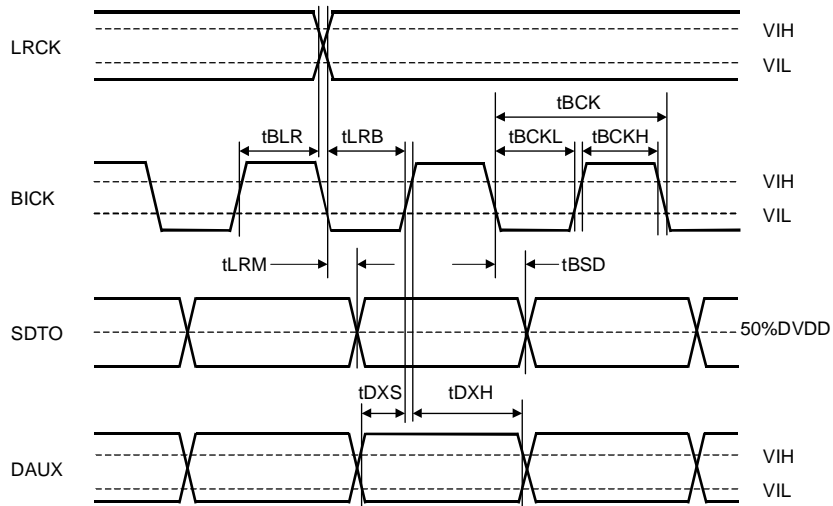 LRCK
VIH
VIL
tBCK
tBLR
tLRB
tBCKL
tBCKH
BICK
VIH
VIL
tLRM
tBSD
SDTO
50%DVDD
tDXS
tDXH
DAUX
VIH
VIL